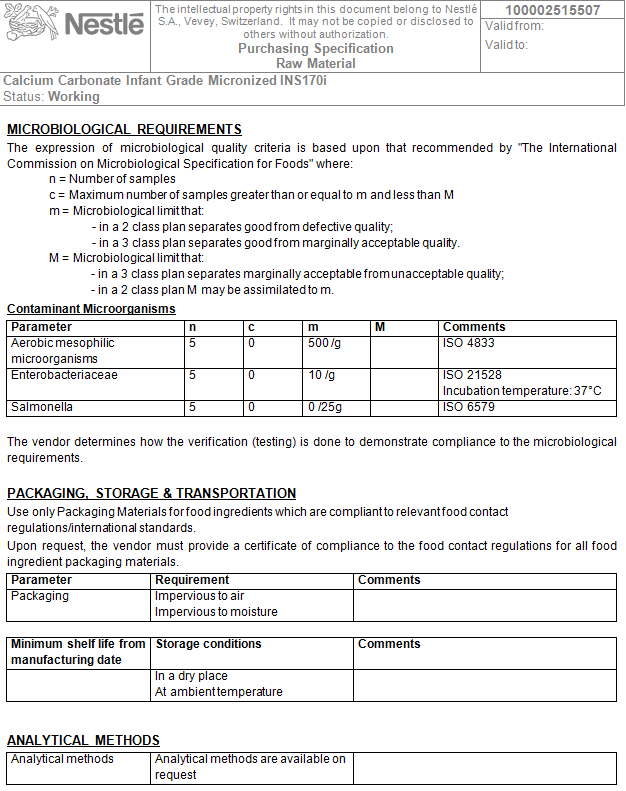 Nestlé
The intellectual property rights in this document belong to Nestlé
S.A., Vevey, Switzerland. It may not be copied or disclosed to
others without authorization.
Purchasing Specification
Raw Material
100002515507
Valid from:
Valid to:
Calcium Carbonate Infant Grade Micronized INS170i
Status: Working
MICROBIOLOGICAL REQUIREMENTS
The expression of microbiological quality criteria is based upon that recommended by "The International
Commission on Microbiological Specification for Foods" where:
n = Number of samples
c = Maximum number of samples greater than or equal to m and less than M
m = Microbiological limit that:
- in a 2 class plan separates good from defective quality;
- in a 3 class plan separates good from marginally acceptable quality.
M = Microbiological limit that:
- in a 3 class plan separates marginally acceptable from unacceptable quality;
- in a 2 class plan M may be assimilated to m.
Contaminant Microorganisms
Parameter n c m M Comments
Aerobic mesophilic 5 0 500 /g ISO 4833
microorganisms
Enterobacteriaceae 5 0 10 /g ISO 21528
Incubation temperature: 37°C
Salmonella 5 0 0 /25g ISO 6579
The vendor determines how the verification (testing) is done to demonstrate compliance to the microbiological
requirements.
PACKAGING, STORAGE & TRANSPORTATION
Use only Packaging Materials for food ingredients which are compliant to relevant food contact
regulations/international standards.
Upon request, the vendor must provide a certificate of compliance to the food contact regulations for all food
ingredient packaging materials.
Parameter Requirement Comments
Packaging Impervious to air
Impervious to moisture
Minimum shelf life from Storage conditions Comments
manufacturing date
In a dry place
At ambient temperature
ANALYTICAL METHODS
Analytical methods Analytical methods are available on
request